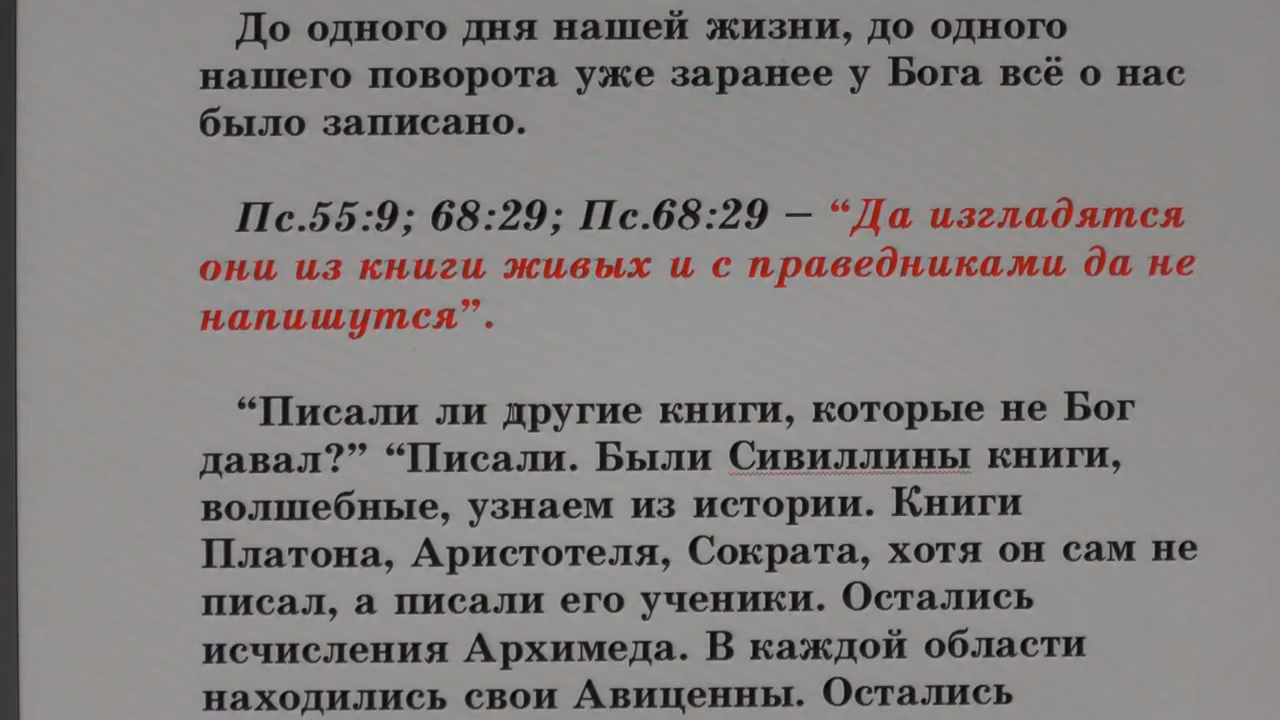 До одного дня нашей жизни, до одного
нашего поворота уже заранее у Бога всё о нас
было записано.
Пс.55:9; 68:29; Пс.68:29 – “Да изгладятся
они из книги живых и с праведниками да не
напишутся”.
“Писали ли другие книги, которые не Бог
давал?” “Писали. Были Сивиллины книги,
волшебные, узнаем из истории. Книги
Платона, Аристотеля, Сократа, хотя он сам не
писал, а писали его ученики. Остались
исчисления Архимеда. В каждой области
находились свои Авиценны. Остались